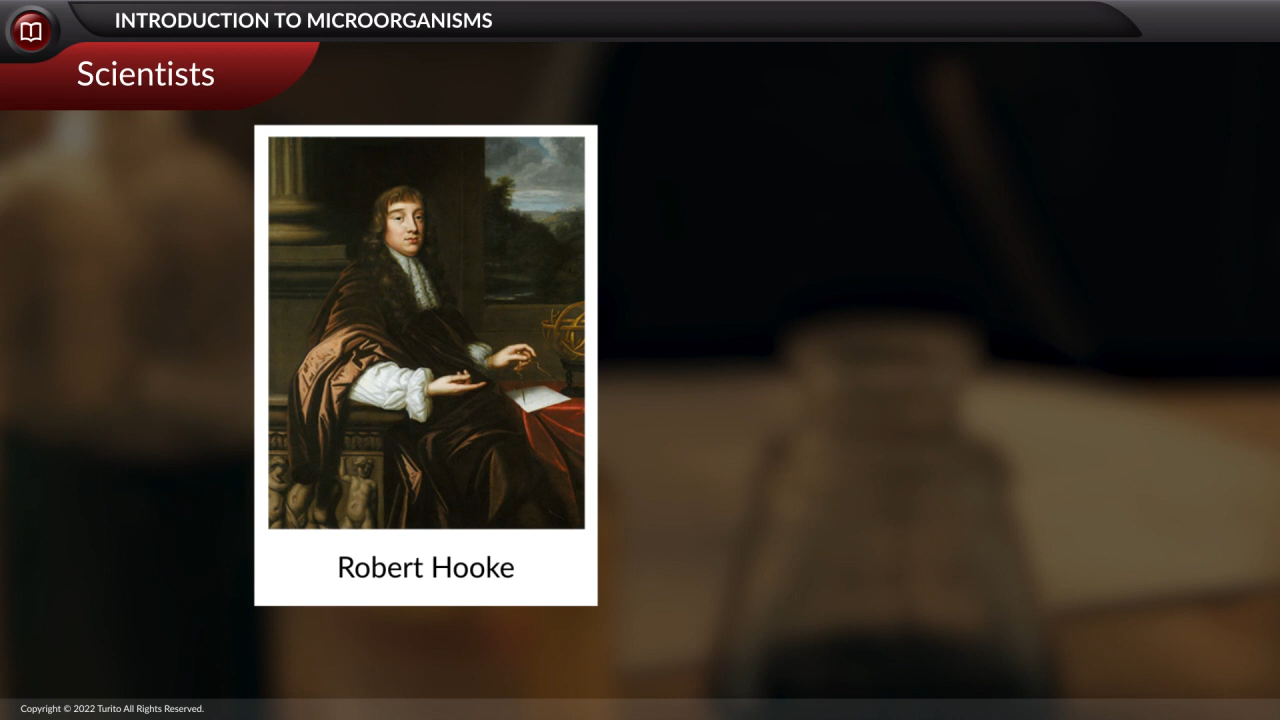 INTRODUCTION TO MICROORGANISMS
Scientists
Robert Hooke
Copyright © 2022 Turito All Rights Reserved.